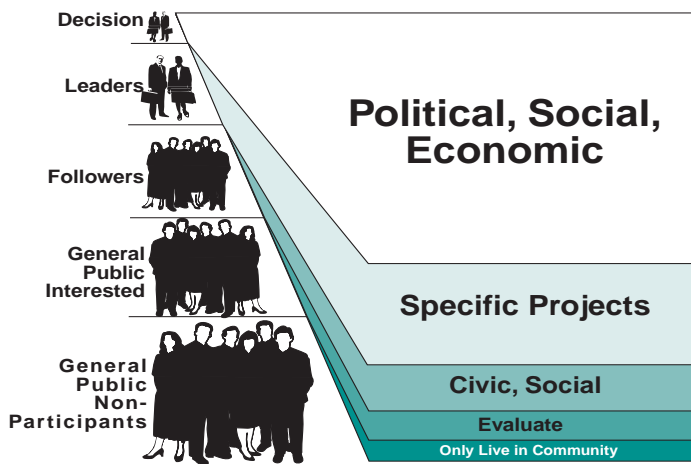 Decision
Leaders
Followers
General
Public
Interested
General
Public
Non-
Participants
Political, Social,
Economic
Specific Projects
Civic, Social
Evaluate
Only Live in Community